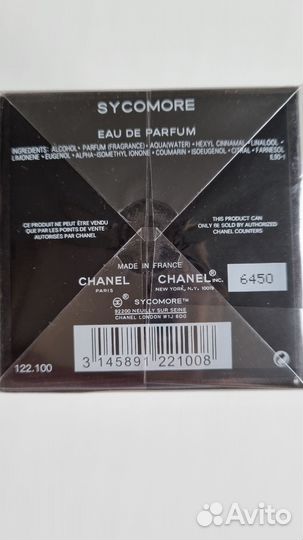 SYCOMORE
EAU DE PARFUM
INGREDIENTS: ALCOHOL • PARFUM (FRAGRANCE) • AQUA (WATER) • HEXYL CINNAMAL • LINALOOL •
LIMONENE • EUGENOL • ALPHA-ISOMETHYL IONONE • COUMARIN • ISOEUGENOL • CITRAL • FARNESOL
CE PRODUIT NE PEUT ÊTRE VENDU
QUE PAR LES POINTS DE VENTE
AUTORISÉS PAR CHANEL
THIS PRODUCT CAN
ONLY BE SOLD BY AUTHORIZED
CHANEL COUNTERS
MADE IN FRANCE
CHANEL
PARIS
CHANEL INC.
NEW YORK, N.Y. 10019
6450
SYCOMORE™
92200 NEUILLY SUR SEINE
CHANEL LONDON W1J 6DG
3 145891 221008
122.100
Avito